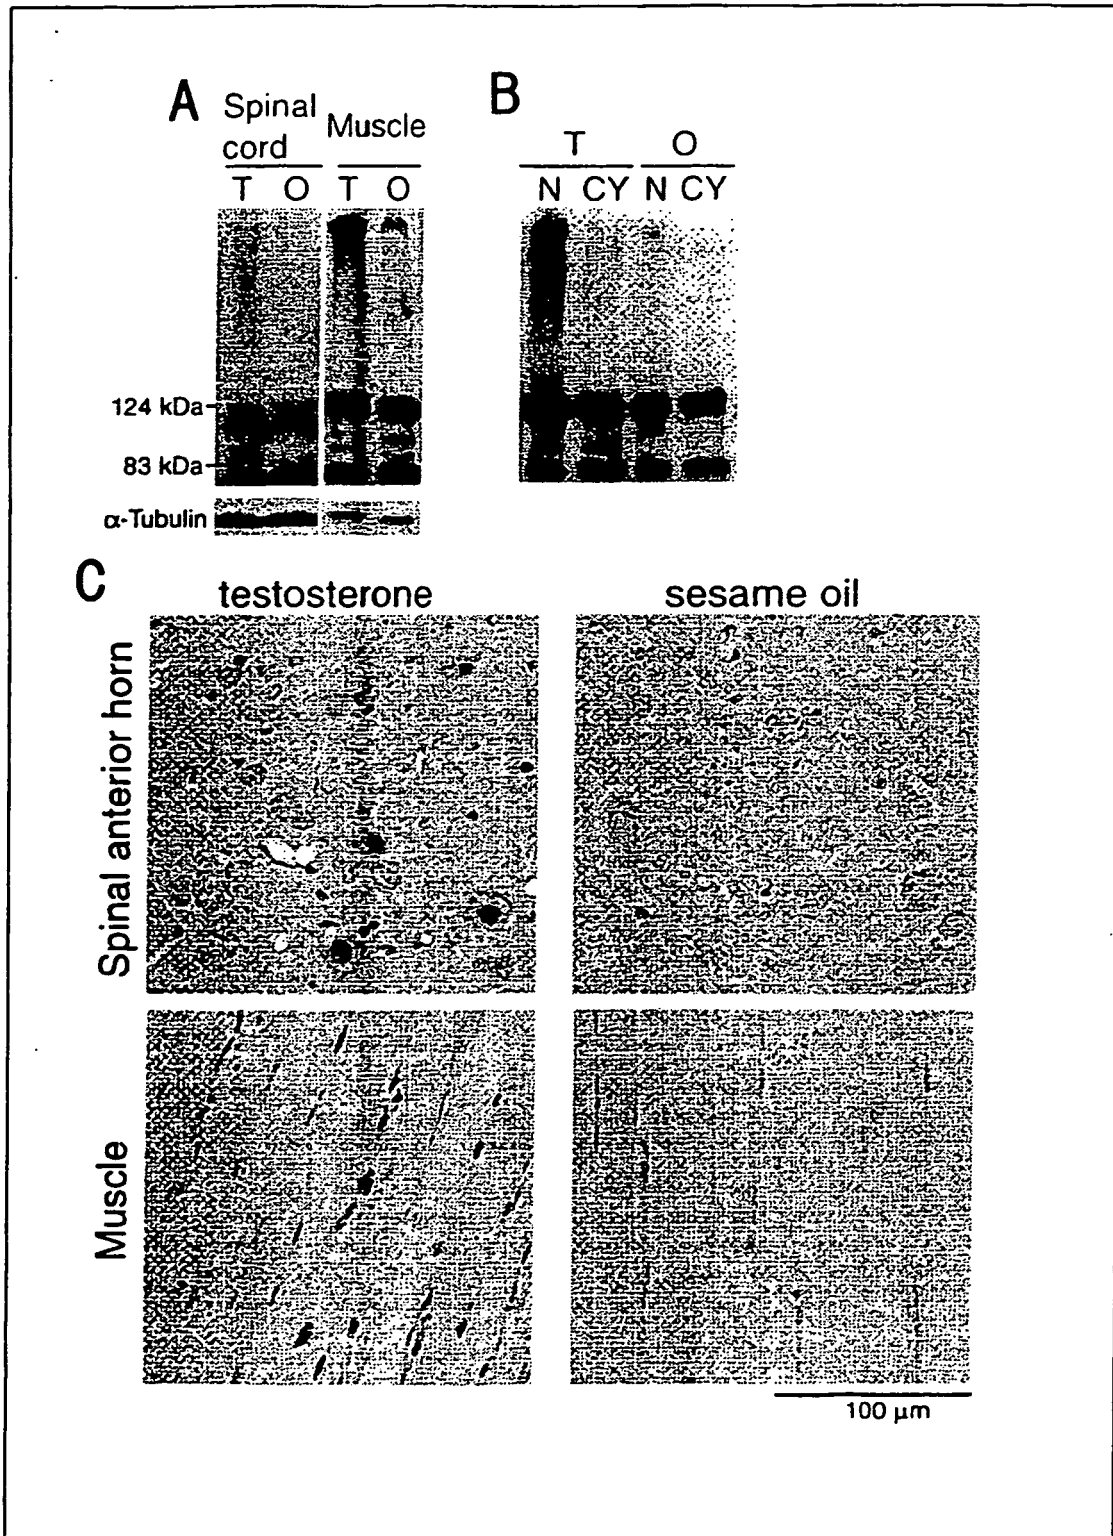 A
Spinal
cord
Muscle
T O T O
124 kDa
83 kDa
α-Tubulin
B
T O
N CY N CY
C
testosterone sesame oil
Spinal anterior horn
Muscle
100 µm